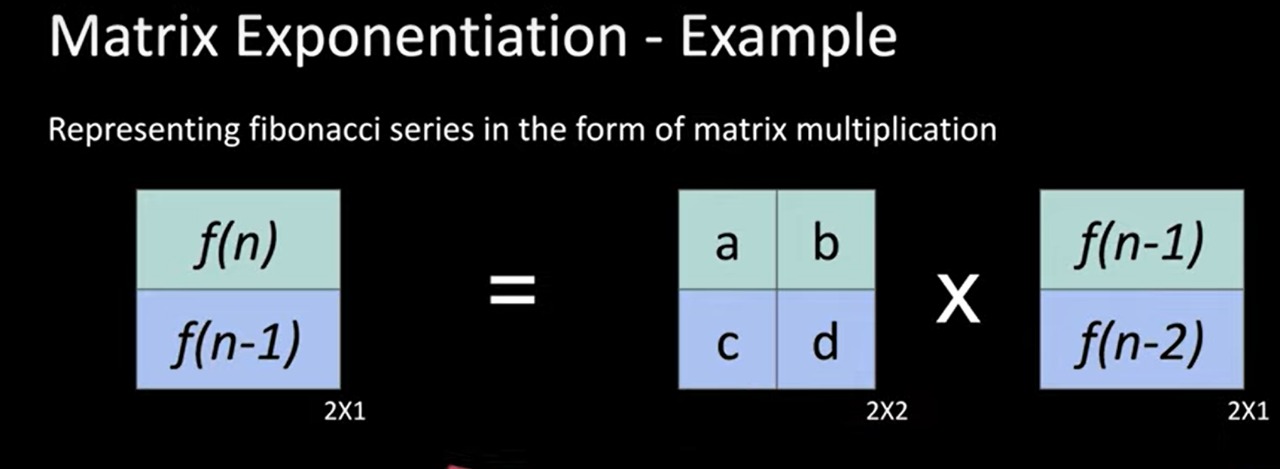 Matrix Exponentiation - Example
Representing fibonacci series in the form of matrix multiplication
f(n)
f(n-1)
2X1
=
a b
c d
2X2
X
f(n-1)
f(n-2)
2X1